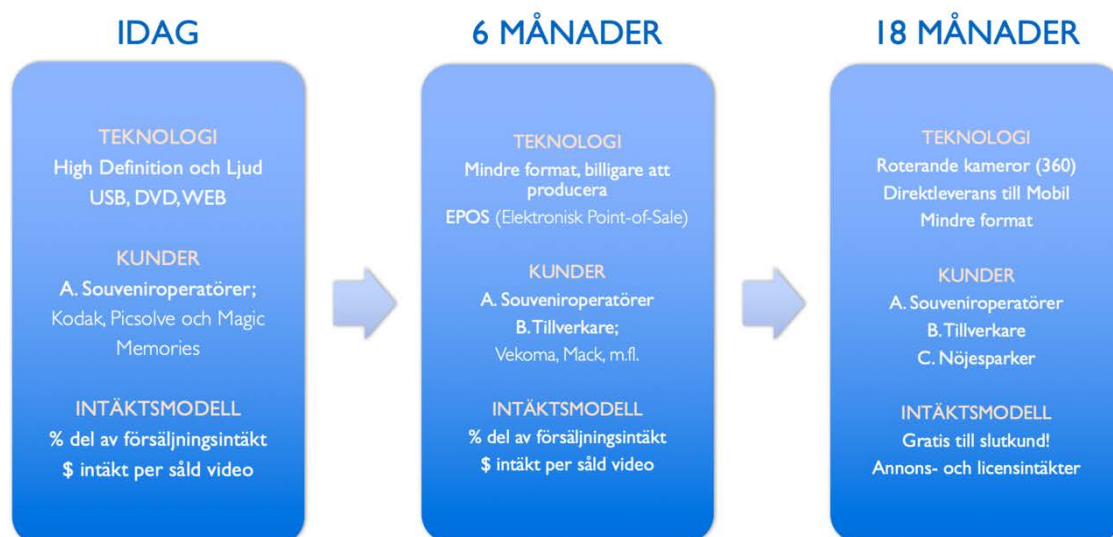 IDAG
TEKNOLOGI
High Definition och Ljud
USB, DVD, WEB
KUNDER
A. Souveniroperatörer;
Kodak, Picsolve och Magic
Memories
INTÄKTSMODELL
% del av försäljningsintäkt
$ intäkt per såld video
6 MÅNADER
TEKNOLOGI
Mindre format, billigare att
producera
EPOS (Elektronisk Point-of-Sale)
KUNDER
A. Souveniroperatörer
B. Tillverkare;
Vekoma, Mack, m.fl.
INTÄKTSMODELL
% del av försäljningsintäkt
$ intäkt per såld video
18 MÅNADER
TEKNOLOGI
Roterande kameror (360)
Direktleverans till Mobil
Mindre format
KUNDER
A. Souveniroperatörer
B. Tillverkare
C. Nöjesparker
INTÄKTSMODELL
Gratis till slutkund!
Annons- och licensintäkter